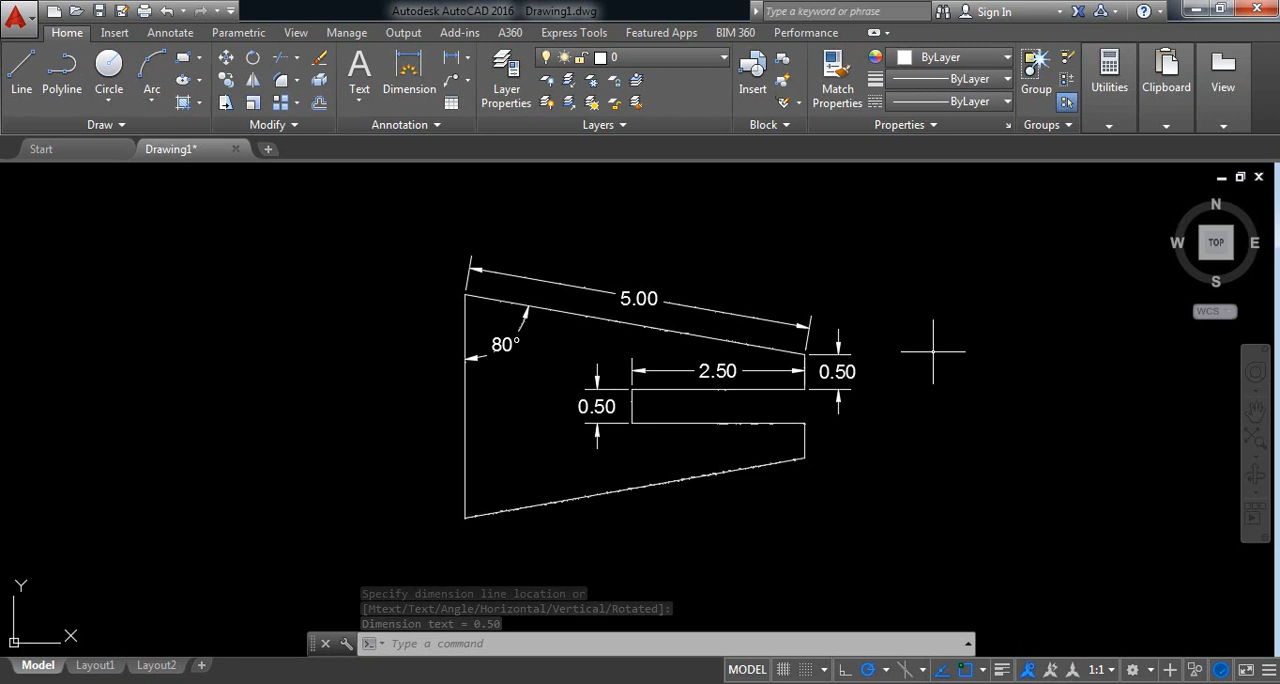 Autodesk AutoCAD 2016 Drawing1.dwg
Type a keyword or phrase
Sign In
Home Insert Annotate Parametric View Manage Output Add-ins A360 Express Tools Featured Apps BIM 360 Performance
Line
Polyline
Circle
Arc
Text
Dimension
Layer
Properties
0
Insert
Match
Properties
ByLayer
ByLayer
ByLayer
Group
Utilities
Clipboard
View
Draw Modify Annotation Layers Block Properties Groups
Start Drawing1*
N
W TOP E
S
WCS
5.00
80°
2.50
0.50
0.50
Y
X
Specify dimension line location or
[Mtext/Text/Angle/Horizontal/Vertical/Rotated]:
Dimension text = 0.50
Type a command
Model Layout1 Layout2 +
MODEL 1:1